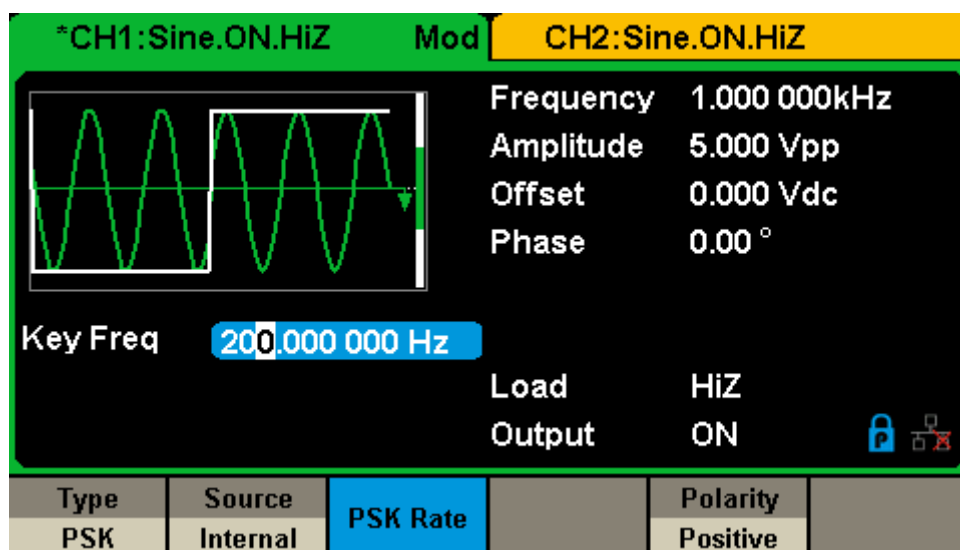 *CH1:Sine.ON.HiZ Mod CH2:Sine.ON.HiZ
Frequency 1.000 000kHz
Amplitude 5.000 Vpp
Offset 0.000 Vdc
Phase 0.00 °
Key Freq 200.000 000 Hz
Load HiZ
Output ON P
Type Source PSK Rate Polarity
PSK Internal Positive